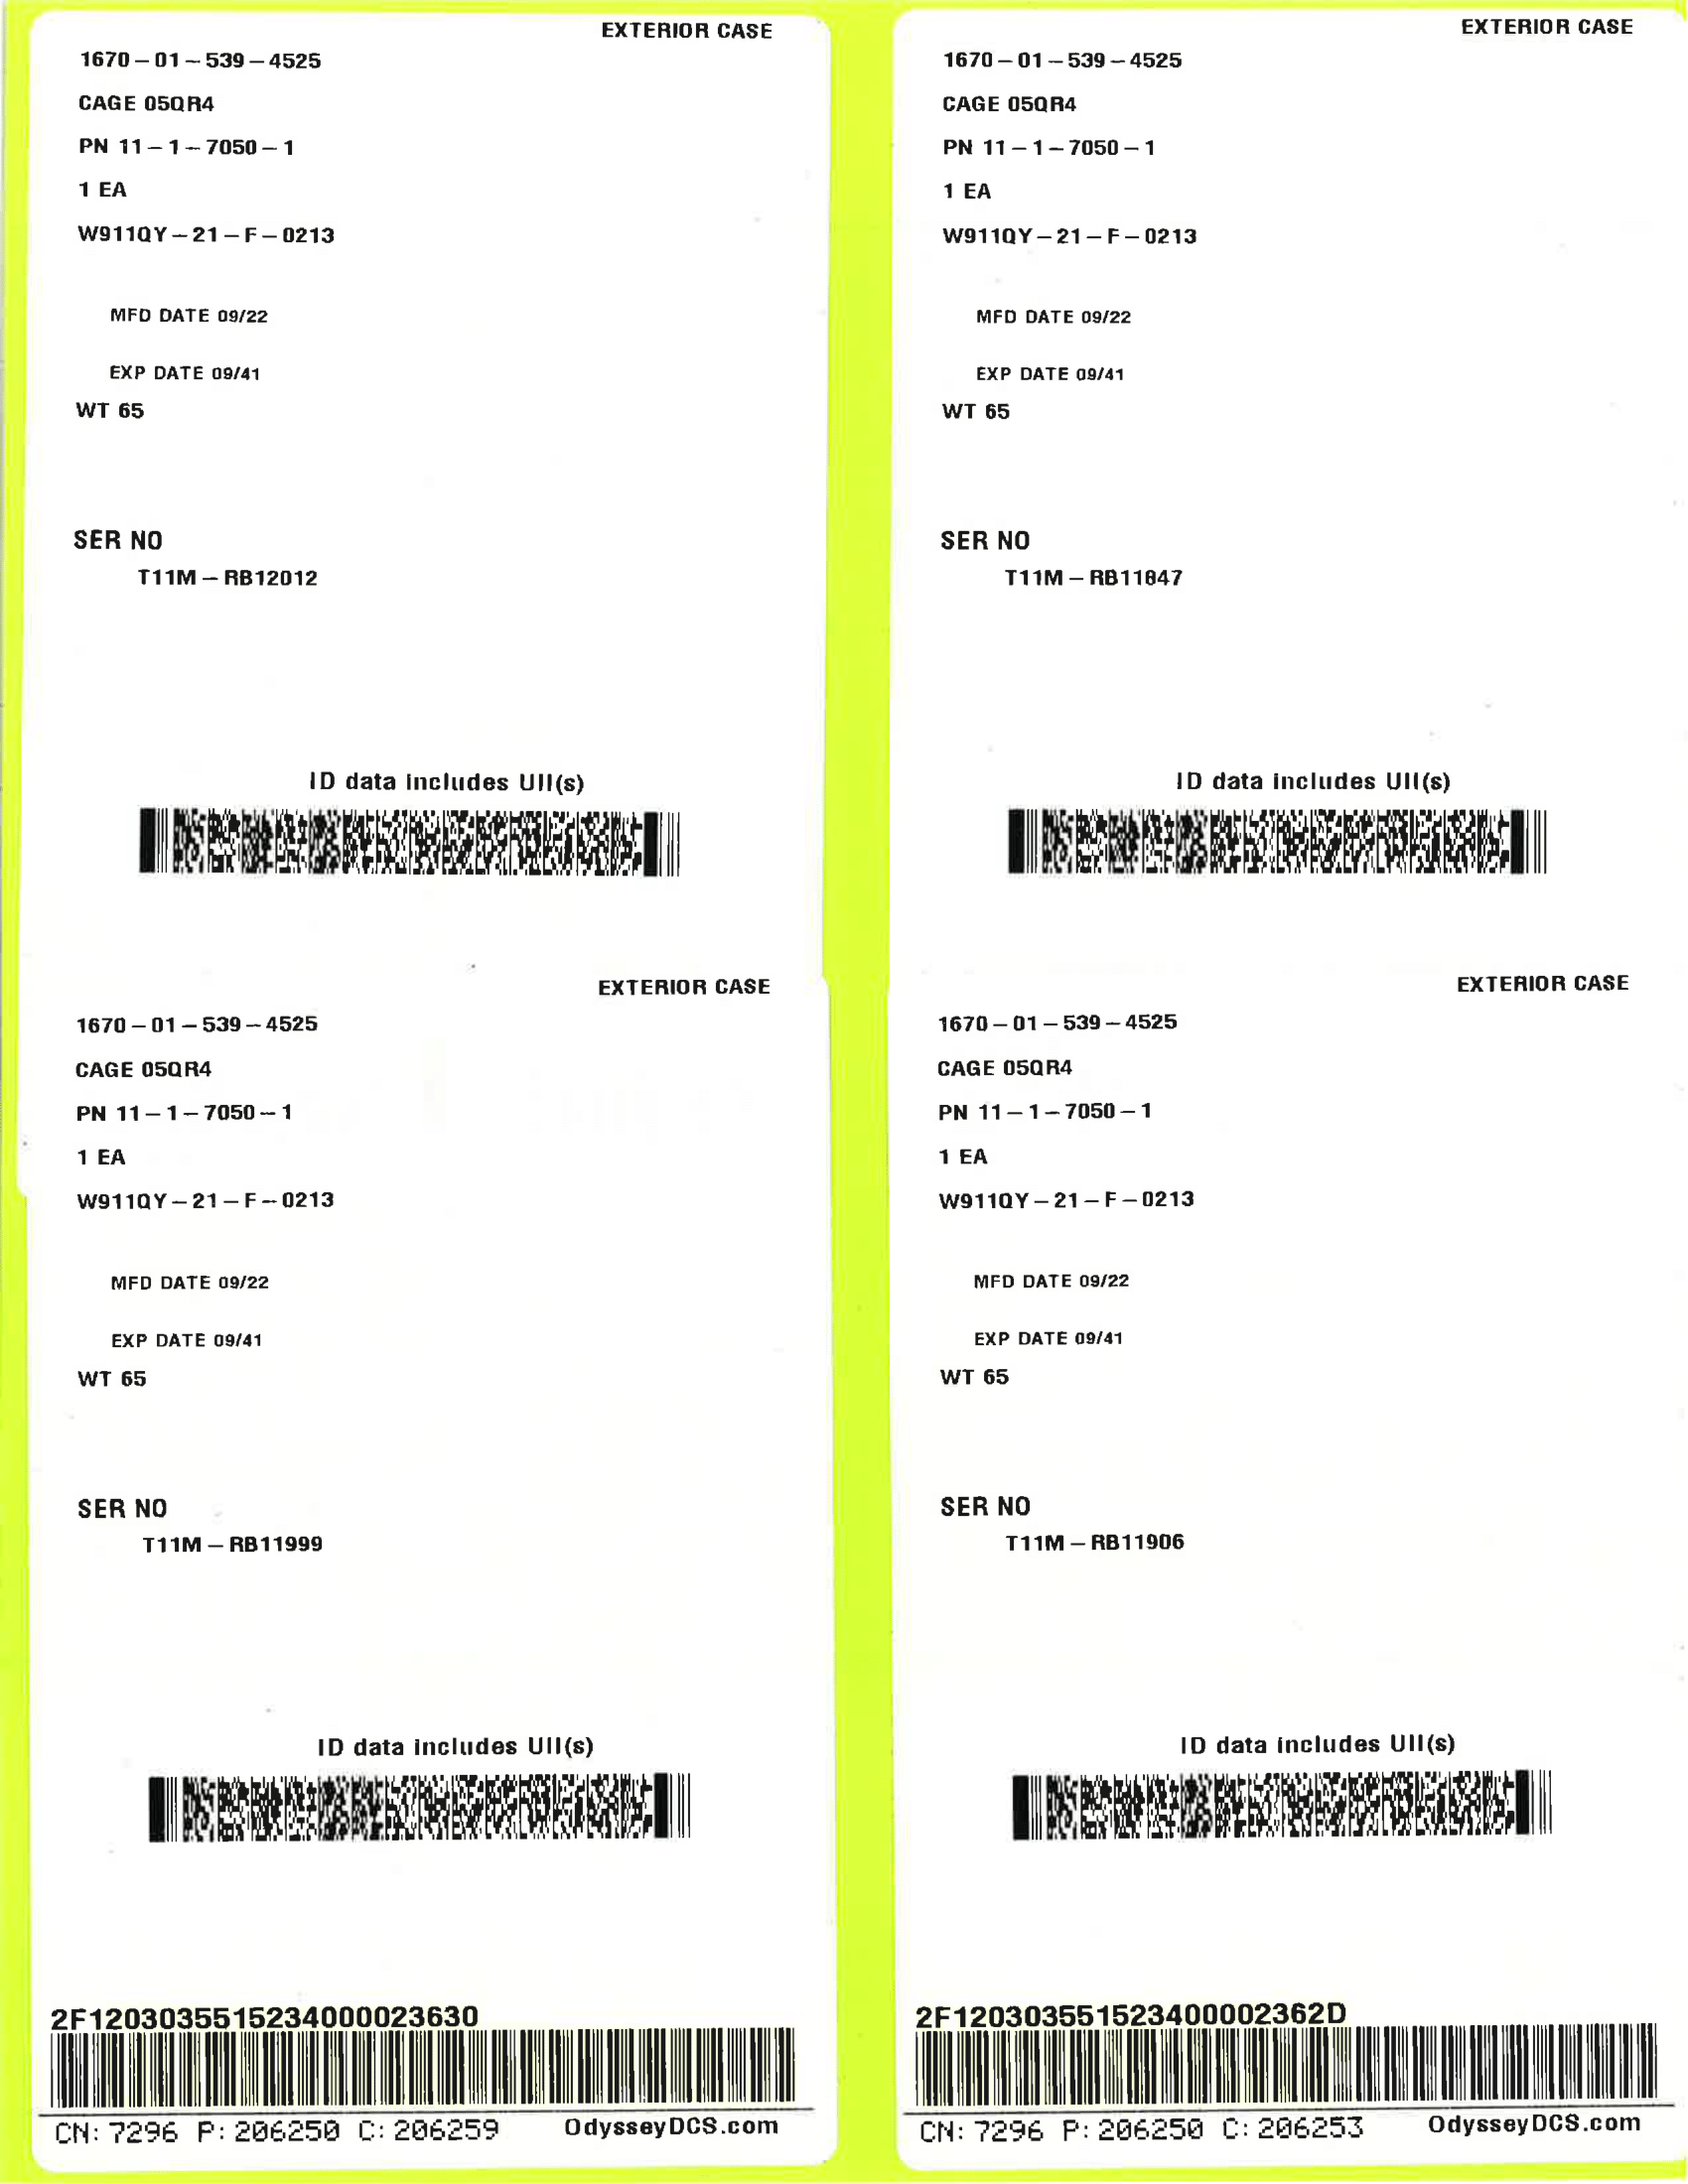 EXTERIOR CASE
1670-01-539-4525
CAGE 05QR4
PN 11-1-7050-1
1 EA
W911QY-21-F-0213
MFD DATE 09/22
EXP DATE 09/41
WT 65
SER NO
T11M-RB12012
ID data includes UII(s)
EXTERIOR CASE
1670-01-539-4525
CAGE 05QR4
PN 11-1-7050-1
1 EA
W911QY-21-F-0213
MFD DATE 09/22
EXP DATE 09/41
WT 65
SER NO
T11M-RB11999
ID data includes UII(s)
2F1203035515234000023630
CN: 7296 P: 206250 C: 206259 OdysseyDCS.com
EXTERIOR CASE
1670-01-539-4525
CAGE 05QR4
PN 11-1-7050-1
1 EA
W911QY-21-F-0213
MFD DATE 09/22
EXP DATE 09/41
WT 65
SER NO
T11M-RB11847
ID data includes UII(s)
EXTERIOR CASE
1670-01-539-4525
CAGE 05QR4
PN 11-1-7050-1
1 EA
W911QY-21-F-0213
MFD DATE 09/22
EXP DATE 09/41
WT 65
SER NO
T11M-RB11906
ID data includes UII(s)
2F120303551523400002362D
CN: 7296 P: 206250 C: 206253 OdysseyDCS.com